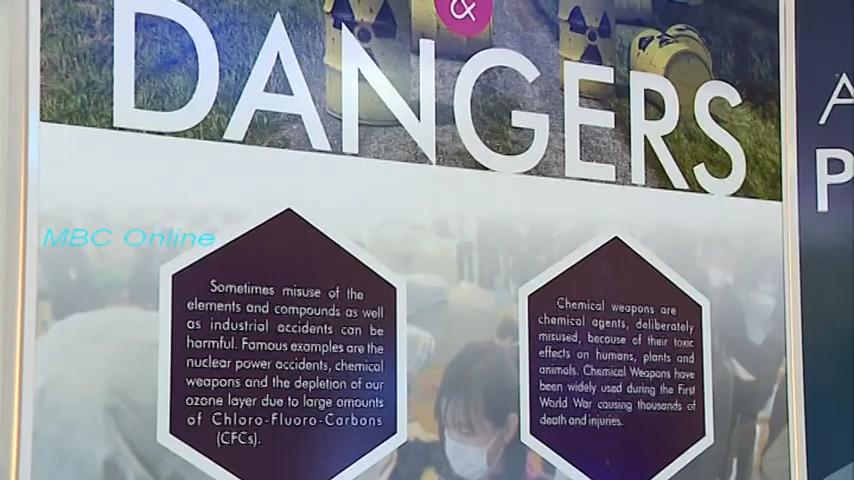 &
DANGERS
A
P
MBC Online
Sometimes misuse of the
elements and compounds as well
as industrial accidents can be
harmful. Famous examples are the
nuclear power accidents, chemical
weapons and the depletion of our
ozone layer due to large amounts
of Chloro-Fluoro-Carbons
(CFCs).
Chemical weapons are
chemical agents, deliberately
misused, because of their toxic
effects on humans, plants and
animals. Chemical Weapons have
been widely used during the First
World War causing thousands of
death and injuries.